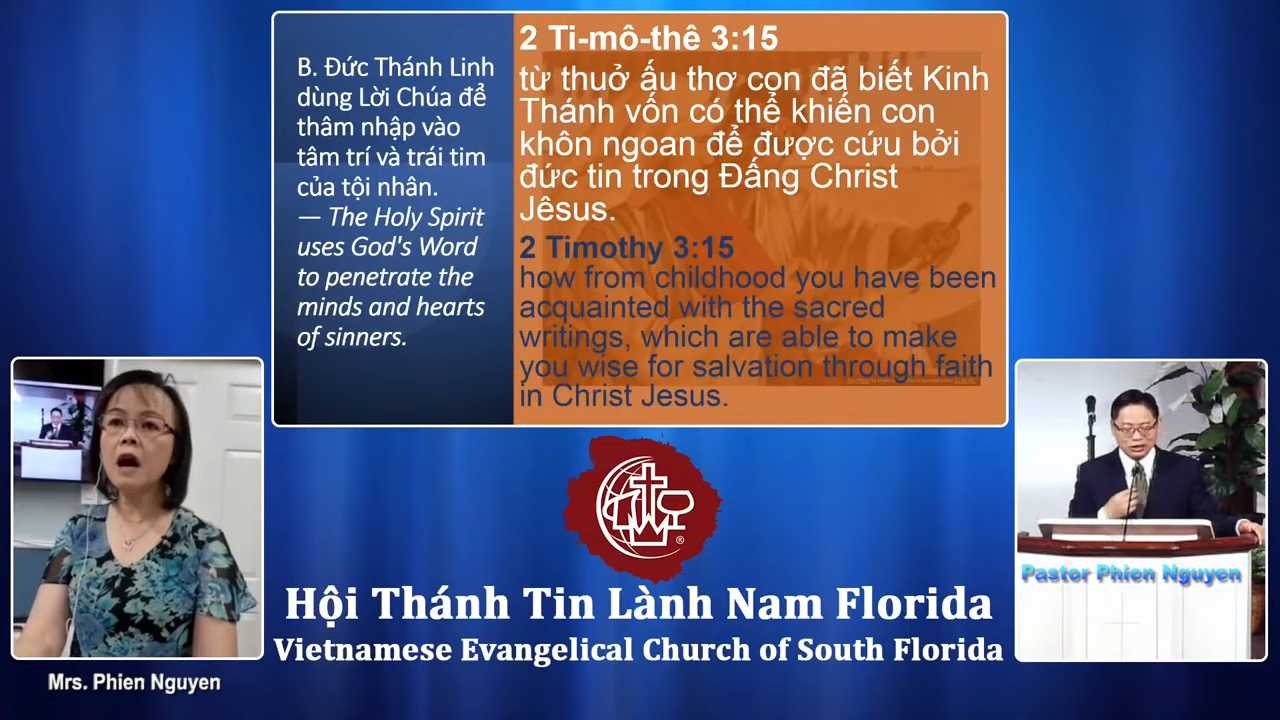 B. Đức Thánh Linh
dùng Lời Chúa để
thâm nhập vào
tâm trí và trái tim
của tội nhân.
— The Holy Spirit
uses God's Word
to penetrate the
minds and hearts
of sinners.
2 Ti-mô-thê 3:15
từ thuở ấu thơ con đã biết Kinh
Thánh vốn có thể khiến con
khôn ngoan để được cứu bởi
đức tin trong Đấng Christ
Jêsus.
2 Timothy 3:15
how from childhood you have been
acquainted with the sacred
writings, which are able to make
you wise for salvation through faith
in Christ Jesus.
®
Hội Thánh Tin Lành Nam Florida
Vietnamese Evangelical Church of South Florida
Mrs. Phien Nguyen
Pastor Phien Nguyen